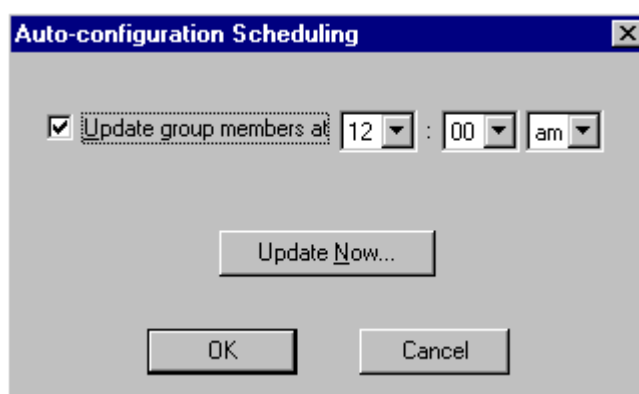 Auto-configuration Scheduling
Update group members at 12 : 00 am
Update Now...
OK Cancel